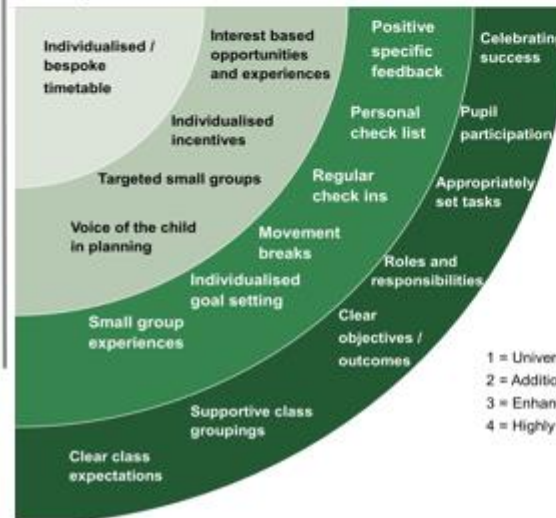 Individualised /
bespoke
timetable
Interest based
opportunities
and experiences
Individualised
incentives
Targeted small groups
Voice of the child
in planning
Positive
specific
feedback
Personal
check list
Regular
check ins
Movement
breaks
Individualised
goal setting
Small group
experiences
Celebrating
success
Pupil
participation
Appropriately
set tasks
Roles and
responsibilities
Clear
objectives /
outcomes
Supportive class
groupings
Clear class
expectations
1 = Univer
2 = Additio
3 = Enhan
4 = Highly